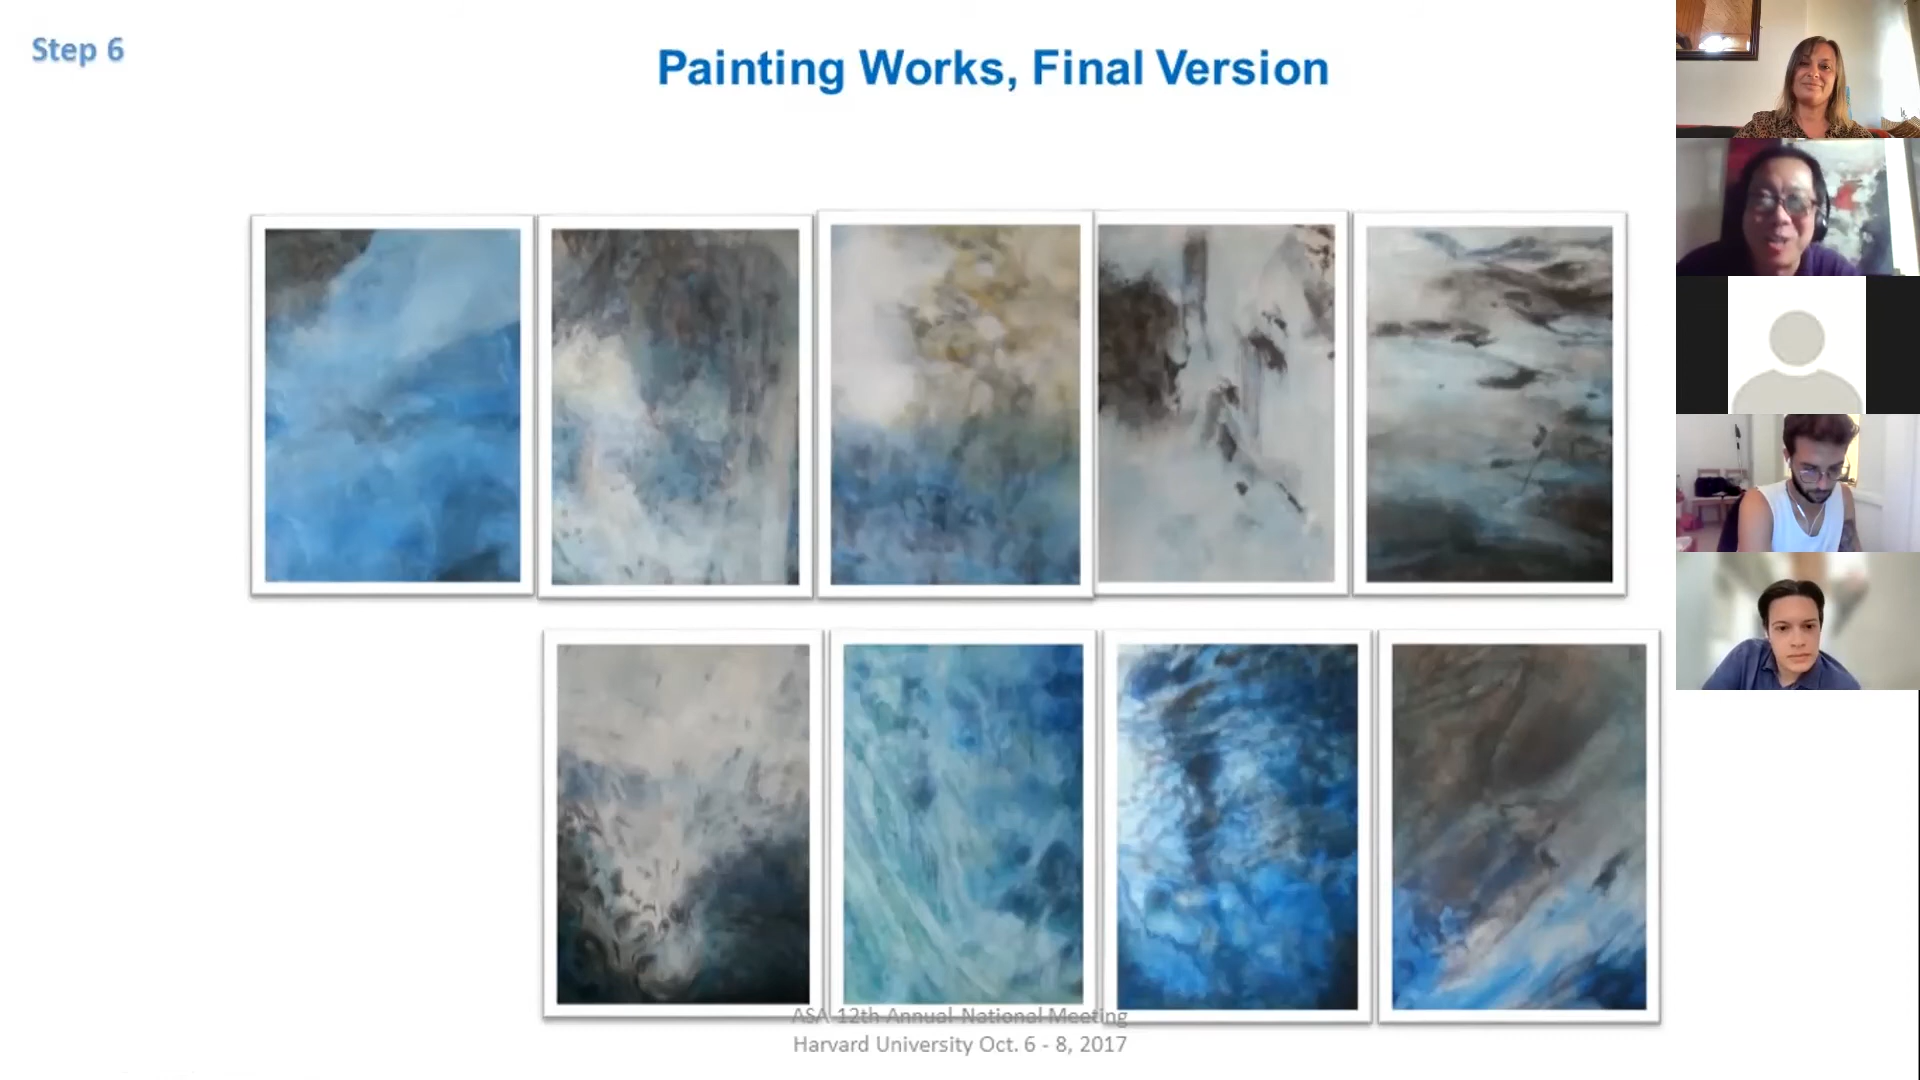 Step 6
Painting Works, Final Version
ASA 12th Annual National Meeting
Harvard University Oct. 6 - 8, 2017